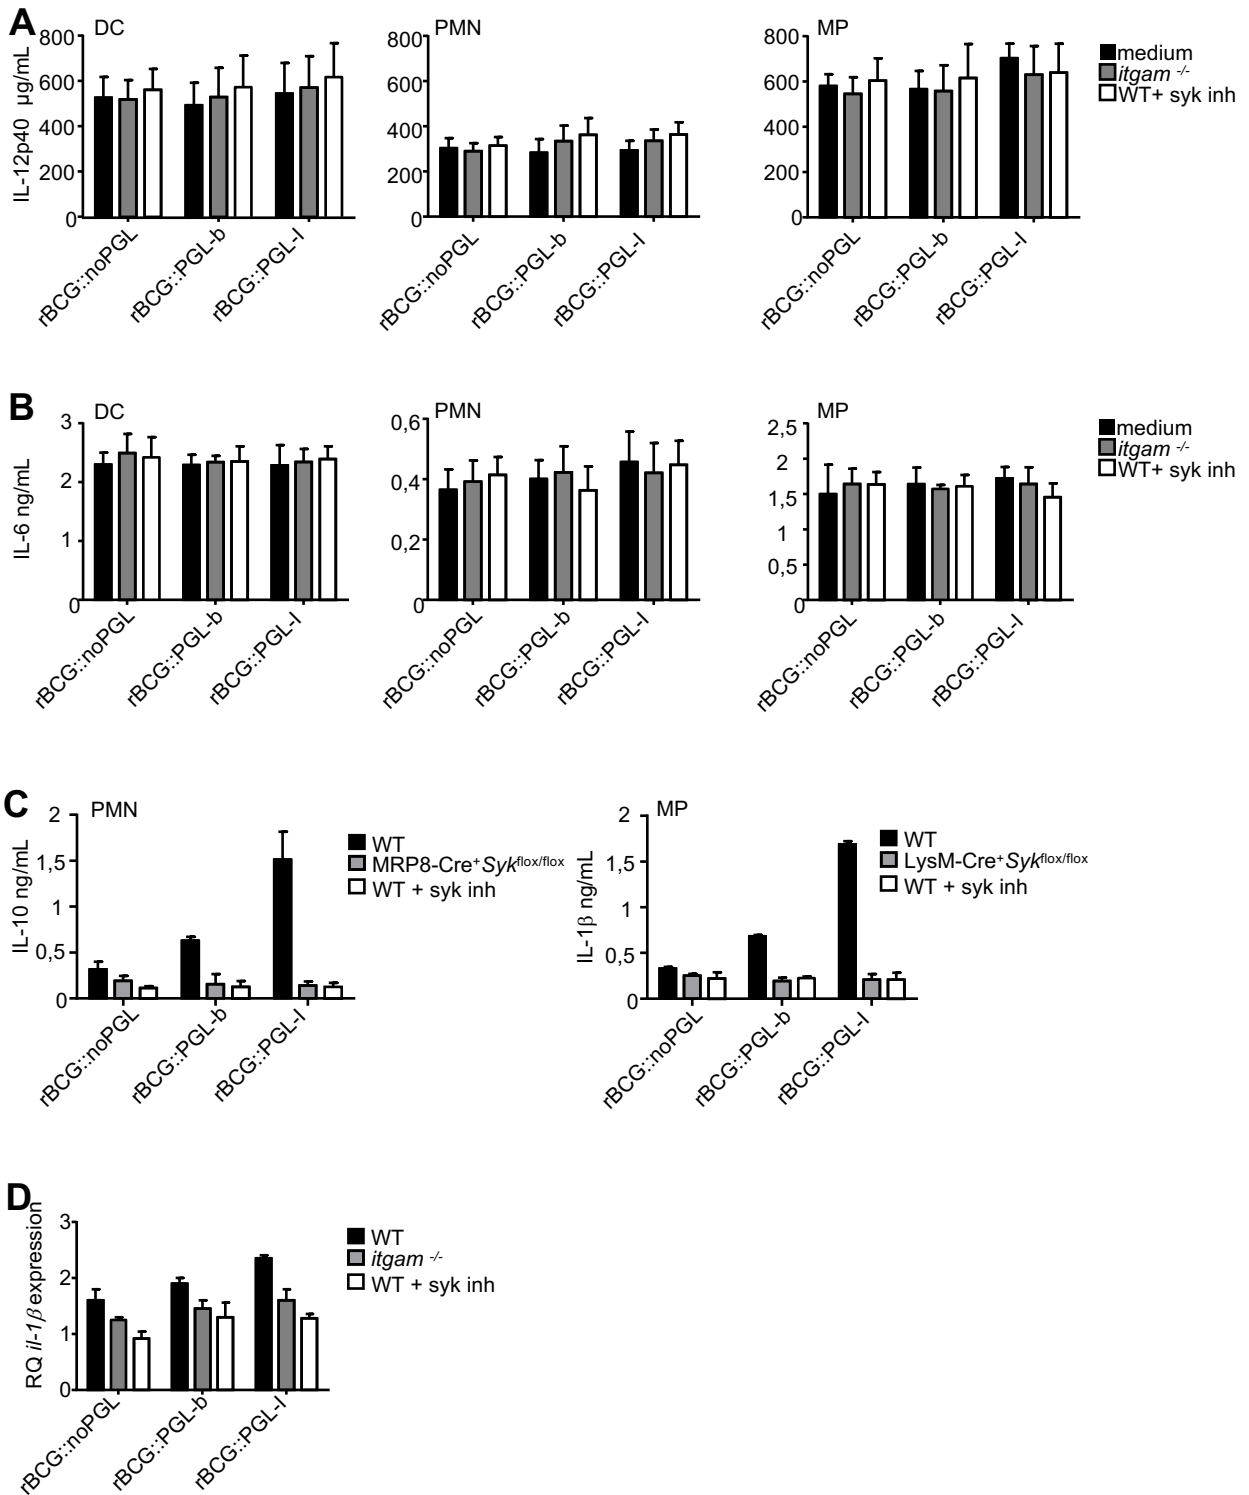 A
DC
PMN
MP
IL-12p40 µg/mL
800
600
400
200
0
800
600
400
200
0
800
600
400
200
0
medium
itgam -/-
WT+ syk inh
rBCG::noPGL
rBCG::PGL-b
rBCG::PGL-I
rBCG::noPGL
rBCG::PGL-b
rBCG::PGL-I
rBCG::noPGL
rBCG::PGL-b
rBCG::PGL-I
B
DC
PMN
MP
IL-6 ng/mL
3
2
1
0
0,6
0,4
0,2
0
2,5
2
1,5
1
0,5
0
medium
itgam -/-
WT+ syk inh
rBCG::noPGL
rBCG::PGL-b
rBCG::PGL-I
rBCG::noPGL
rBCG::PGL-b
rBCG::PGL-I
rBCG::noPGL
rBCG::PGL-b
rBCG::PGL-I
C
PMN
IL-10 ng/mL
2
1,5
1
0,5
0
WT
MRP8-Cre+Sykflox/flox
WT + syk inh
rBCG::noPGL
rBCG::PGL-b
rBCG::PGL-I
MP
IL-1β ng/mL
2
1,5
1
0,5
0
WT
LysM-Cre+Sykflox/flox
WT + syk inh
rBCG::noPGL
rBCG::PGL-b
rBCG::PGL-I
D
RQ il-1β expression
3
2
1
0
WT
itgam -/-
WT + syk inh
rBCG::noPGL
rBCG::PGL-b
rBCG::PGL-I